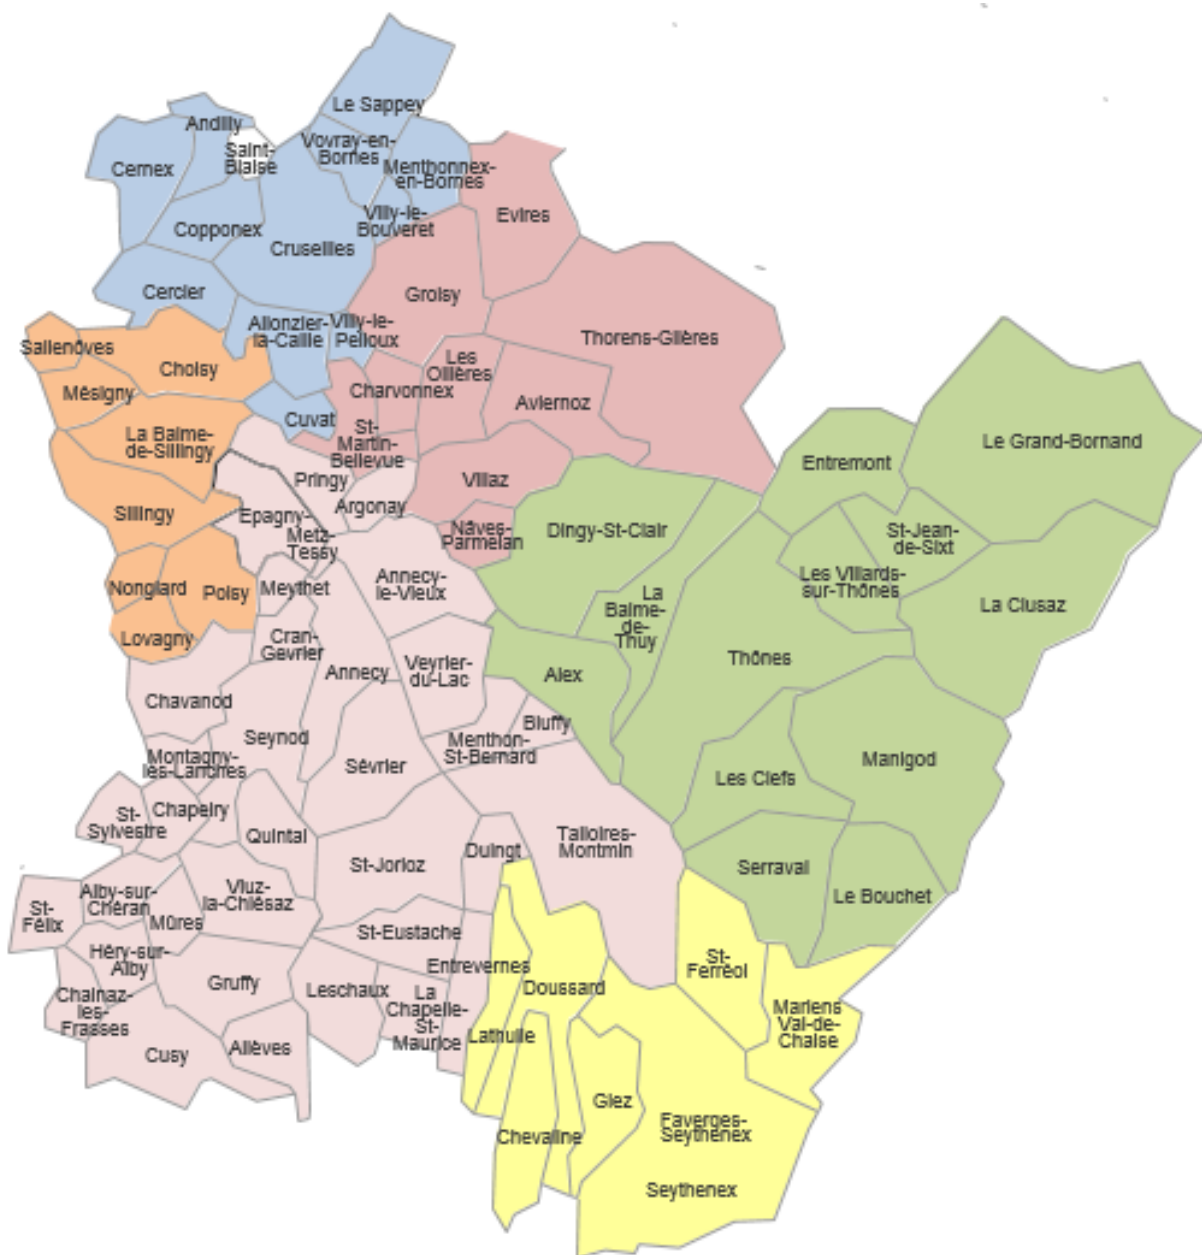 Le Sappey
Andilly
Vovray-en-
Bornes
Saint-
Blaise
Cernex
Menthonnex-
en-Bornes
Villy-le-
Bouveret
Evires
Copponex
Cruseilles
Cercier
Groisy
Allonzier-
la-Caille
Villy-le-
Pelloux
Thorens-Glières
Sallenôves
Choisy
Les
Ollières
Mésigny
Charvonnex
Aviernoz
Cuvat
La Balme-
de-Sillingy
St-
Martin-
Bellevue
Le Grand-Bornand
Entremont
Pringy
Villaz
Argonay
Sillingy
Epagny-
Metz-
Tessy
Nâves-
Parmelan
Dingy-St-Clair
St-Jean-
de-Sixt
Nonglard
Poisy
Meythet
Annecy-
le-Vieux
La
Balme-
de-
Thuy
Les Villards-
sur-Thônes
La Clusaz
Lovagny
Cran-
Gevrier
Annecy
Veyrier-
du-Lac
Alex
Thônes
Chavanod
Seynod
Bluffy
Menthon-
St-Bernard
Montagny-
les-Lanches
Sévrier
Les Clefs
Manigod
St-
Sylvestre
Chapeiry
Quintal
Talloires-
Montmin
Duingt
St-Jorioz
Serraval
Le Bouchet
Alby-sur-
Chéran
Viuz-
la-Chiésaz
St-
Félix
Mûres
St-Eustache
Héry-sur-
Alby
Entrevernes
St-
Ferréol
Gruffy
Leschaux
La
Chapelle-
St-
Maurice
Doussard
Chainaz-
les-
Frasses
Marlens
Val-de-
Chaise
Cusy
Allèves
Lathuile
Giez
Chevaline
Faverges-
Seythenex
Seythenex